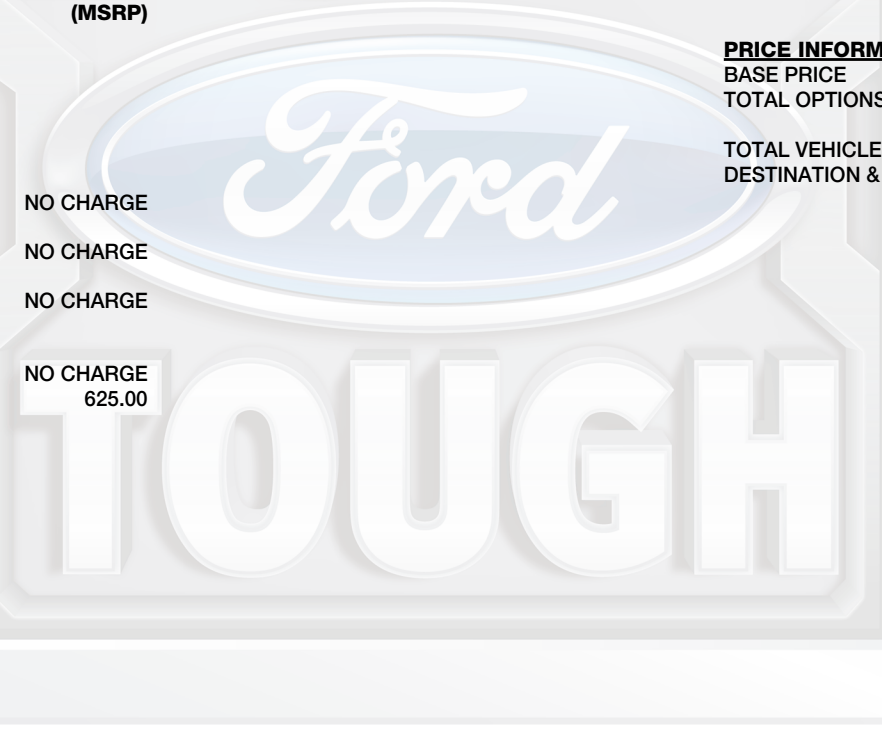 (MSRP)
NO CHARGE
NO CHARGE
NO CHARGE
NO CHARGE
625.00
PRICE INFORM
BASE PRICE
TOTAL OPTIONS
TOTAL VEHICLE
DESTINATION &
Ford
TOUGH